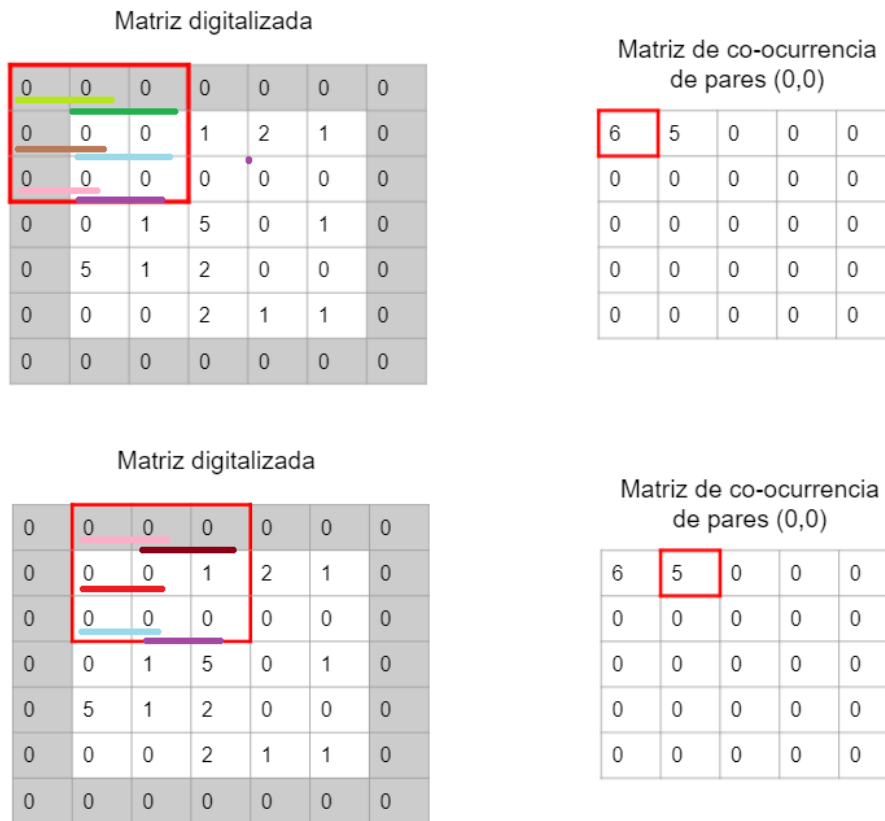 Matriz digitalizada
0 0 0 0 0 0 0
0 0 0 1 2 1 0
0 0 0 0 0 0 0
0 0 1 5 0 1 0
0 5 1 2 0 0 0
0 0 0 2 1 1 0
0 0 0 0 0 0 0
Matriz de co-ocurrencia
de pares (0,0)
6 5 0 0 0
0 0 0 0 0
0 0 0 0 0
0 0 0 0 0
0 0 0 0 0
Matriz digitalizada
0 0 0 0 0 0 0
0 0 0 1 2 1 0
0 0 0 0 0 0 0
0 0 1 5 0 1 0
0 5 1 2 0 0 0
0 0 0 2 1 1 0
0 0 0 0 0 0 0
Matriz de co-ocurrencia
de pares (0,0)
6 5 0 0 0
0 0 0 0 0
0 0 0 0 0
0 0 0 0 0
0 0 0 0 0